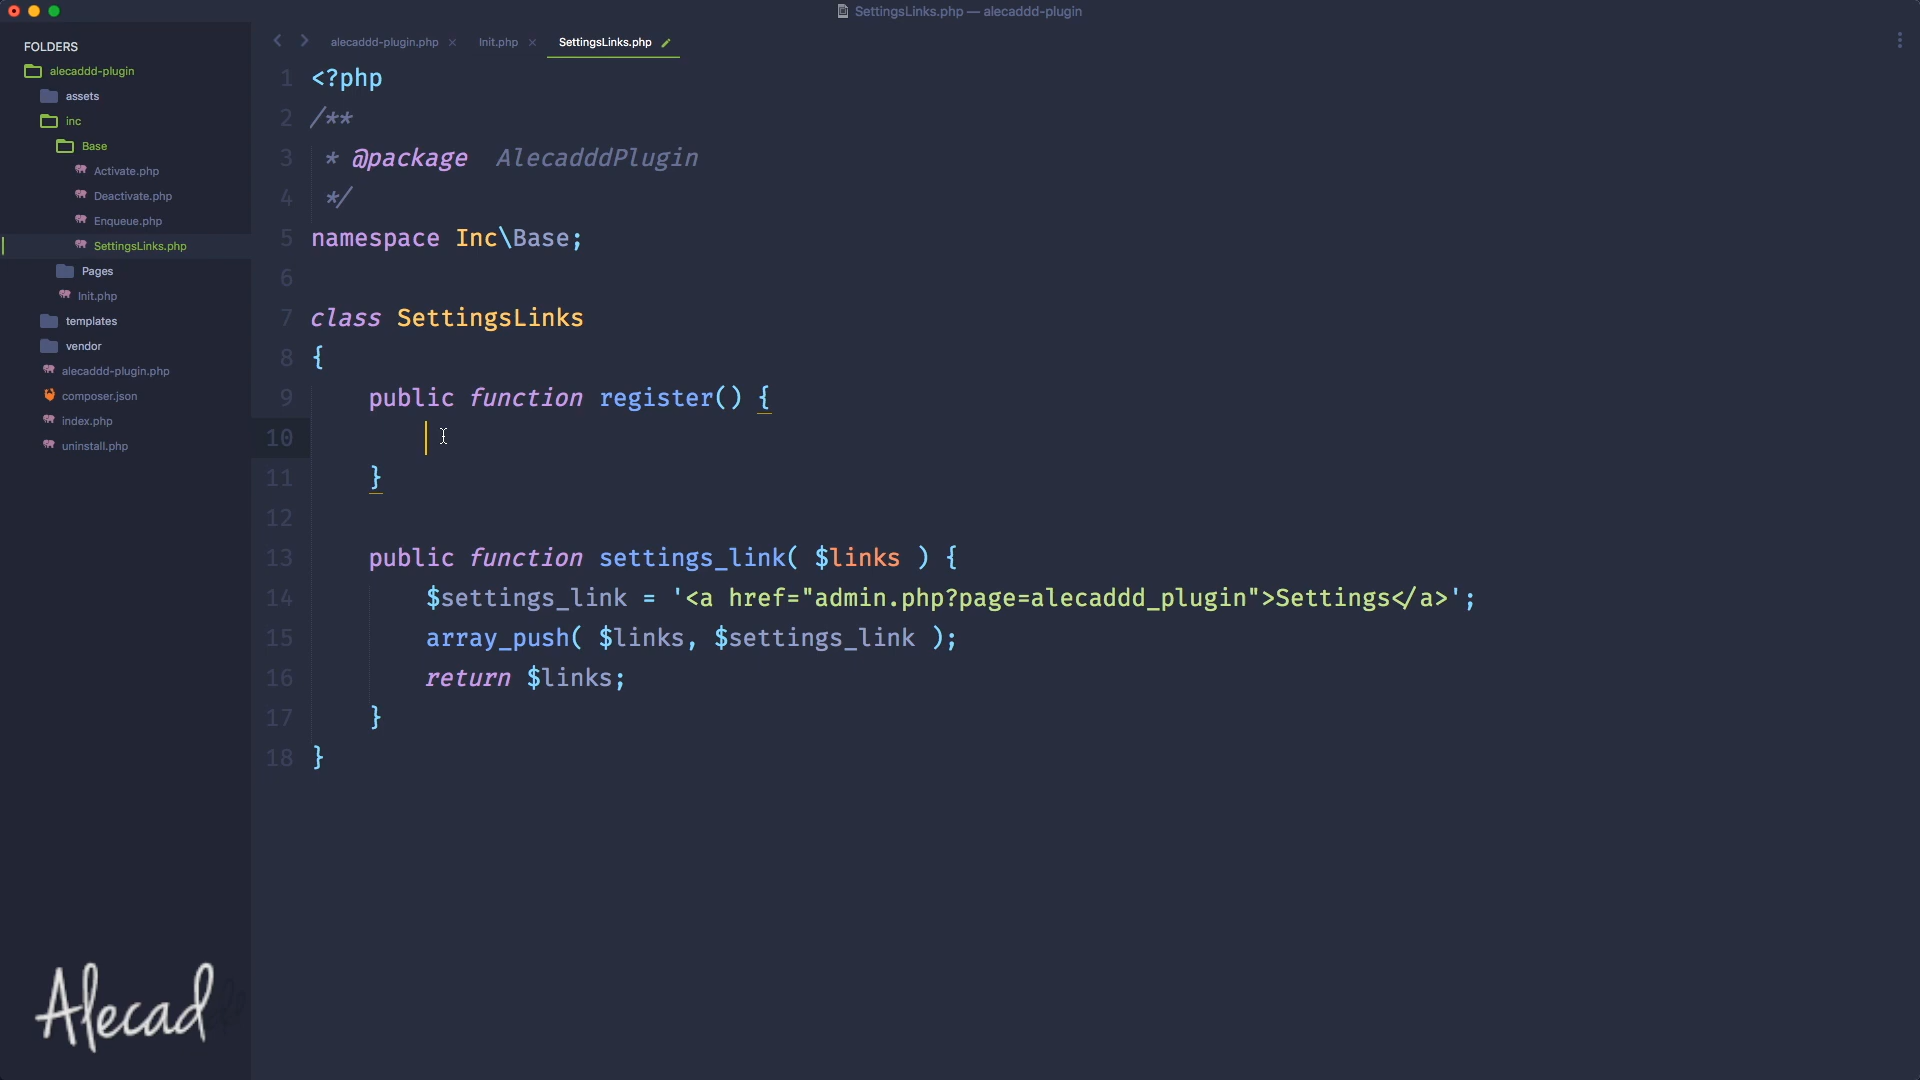 SettingsLinks.php — alecaddd-plugin
FOLDERS
alecaddd-plugin
assets
inc
Base
Activate.php
Deactivate.php
Enqueue.php
SettingsLinks.php
Pages
Init.php
templates
vendor
alecaddd-plugin.php
composer.json
index.php
uninstall.php
alecaddd-plugin.php
Init.php
SettingsLinks.php
1 <?php
2 /**
3 * @package  AlecadddPlugin
4 */
5 namespace Inc\Base;
6
7 class SettingsLinks
8 {
9 public function register() {
10
11 }
12
13 public function settings_link( $links ) {
14 $settings_link = '<a href="admin.php?page=alecaddd_plugin">Settings</a>';
15 array_push( $links, $settings_link );
16 return $links;
17 }
18 }
Alecad